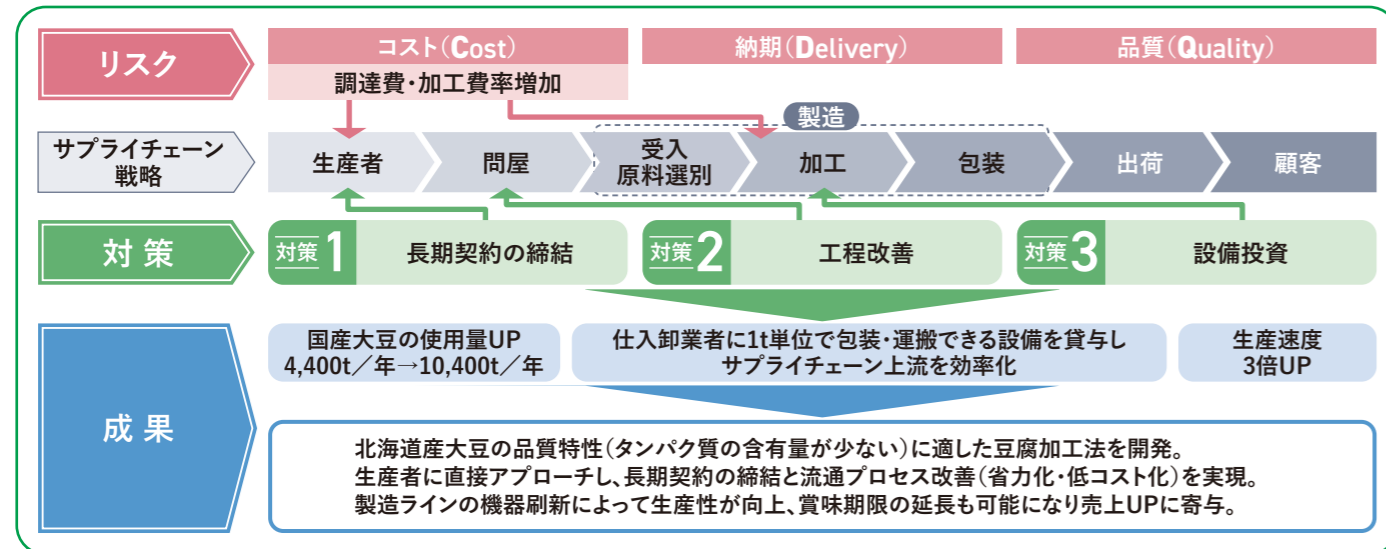 リスク
コスト(Cost)
納期(Delivery)
品質(Quality)
調達費・加工費率増加
製造
サプライチェーン
戦略
生産者
問屋
受入
原料選別
加工
包装
出荷
顧客
対策
対策1
長期契約の締結
対策2
工程改善
対策3
設備投資
成果
国産大豆の使用量UP
4,400t/年→10,400t/年
仕入卸業者に1t単位で包装・運搬できる設備を貸与し
サプライチェーン上流を効率化
生産速度
3倍UP
北海道産大豆の品質特性(タンパク質の含有量が少ない)に適した豆腐加工法を開発。
生産者に直接アプローチし、長期契約の締結と流通プロセス改善(省力化・低コスト化)を実現。
製造ラインの機器刷新によって生産性が向上、賞味期限の延長も可能になり売上UPに寄与。